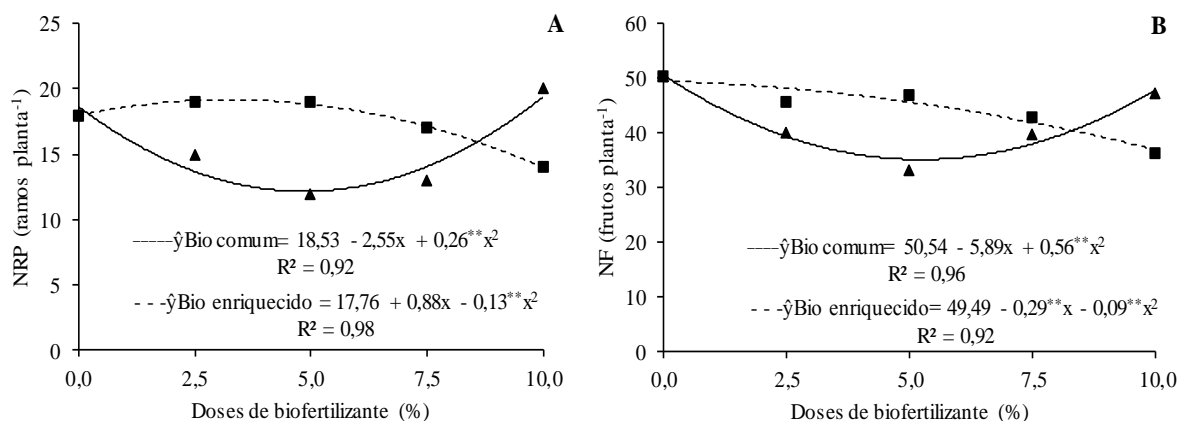 A
25
20
15
10
5
0
NRP (ramos planta-1)
-----ŷBio comum= 18,53 - 2,55x + 0,26**x2
R² = 0,92
- - -ŷBio enriquecido = 17,76 + 0,88x - 0,13**x2
R² = 0,98
0,0 2,5 5,0 7,5 10,0
Doses de biofertilizante (%)
B
60
50
40
30
20
10
0
NF (frutos planta-1)
----ŷBio comum= 50,54 - 5,89x + 0,56**x2
R² = 0,96
- - -ŷBio enriquecido= 49,49 - 0,29**x - 0,09**x2
R² = 0,92
0,0 2,5 5,0 7,5 10,0
Doses de biofertilizante (%)